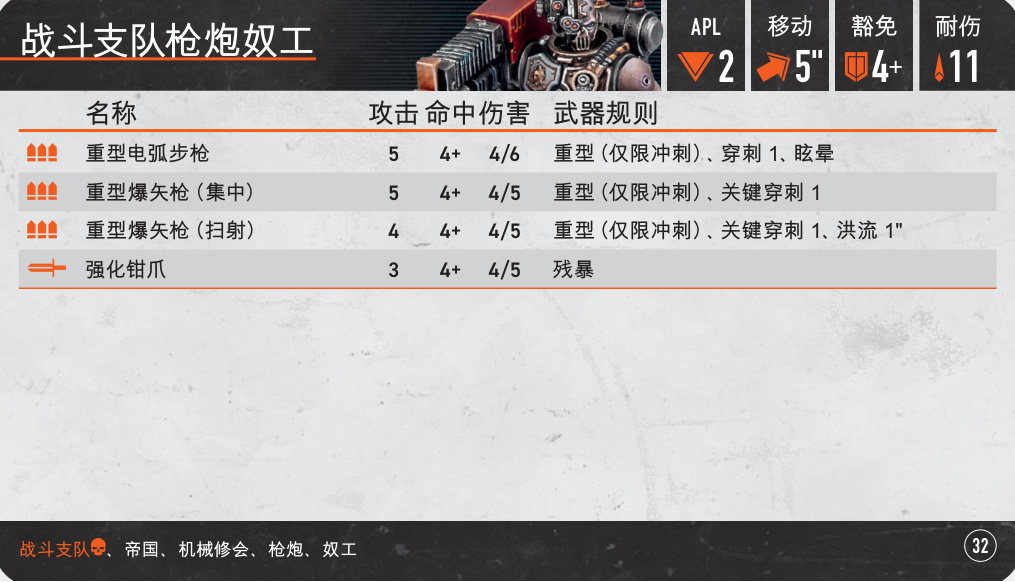 战斗支队枪炮奴工
APL 移动 豁免 耐伤
2 5" 4+ 11
名称 攻击 命中 伤害 武器规则
重型电弧步枪 5 4+ 4/6 重型（仅限冲刺）、穿刺 1、眩晕
重型爆矢枪（集中） 5 4+ 4/5 重型（仅限冲刺）、关键穿刺 1
重型爆矢枪（扫射） 4 4+ 4/5 重型（仅限冲刺）、关键穿刺 1、洪流 1"
强化钳爪 3 4+ 4/5 残暴
战斗支队、帝国、机械修会、枪炮、奴工
32